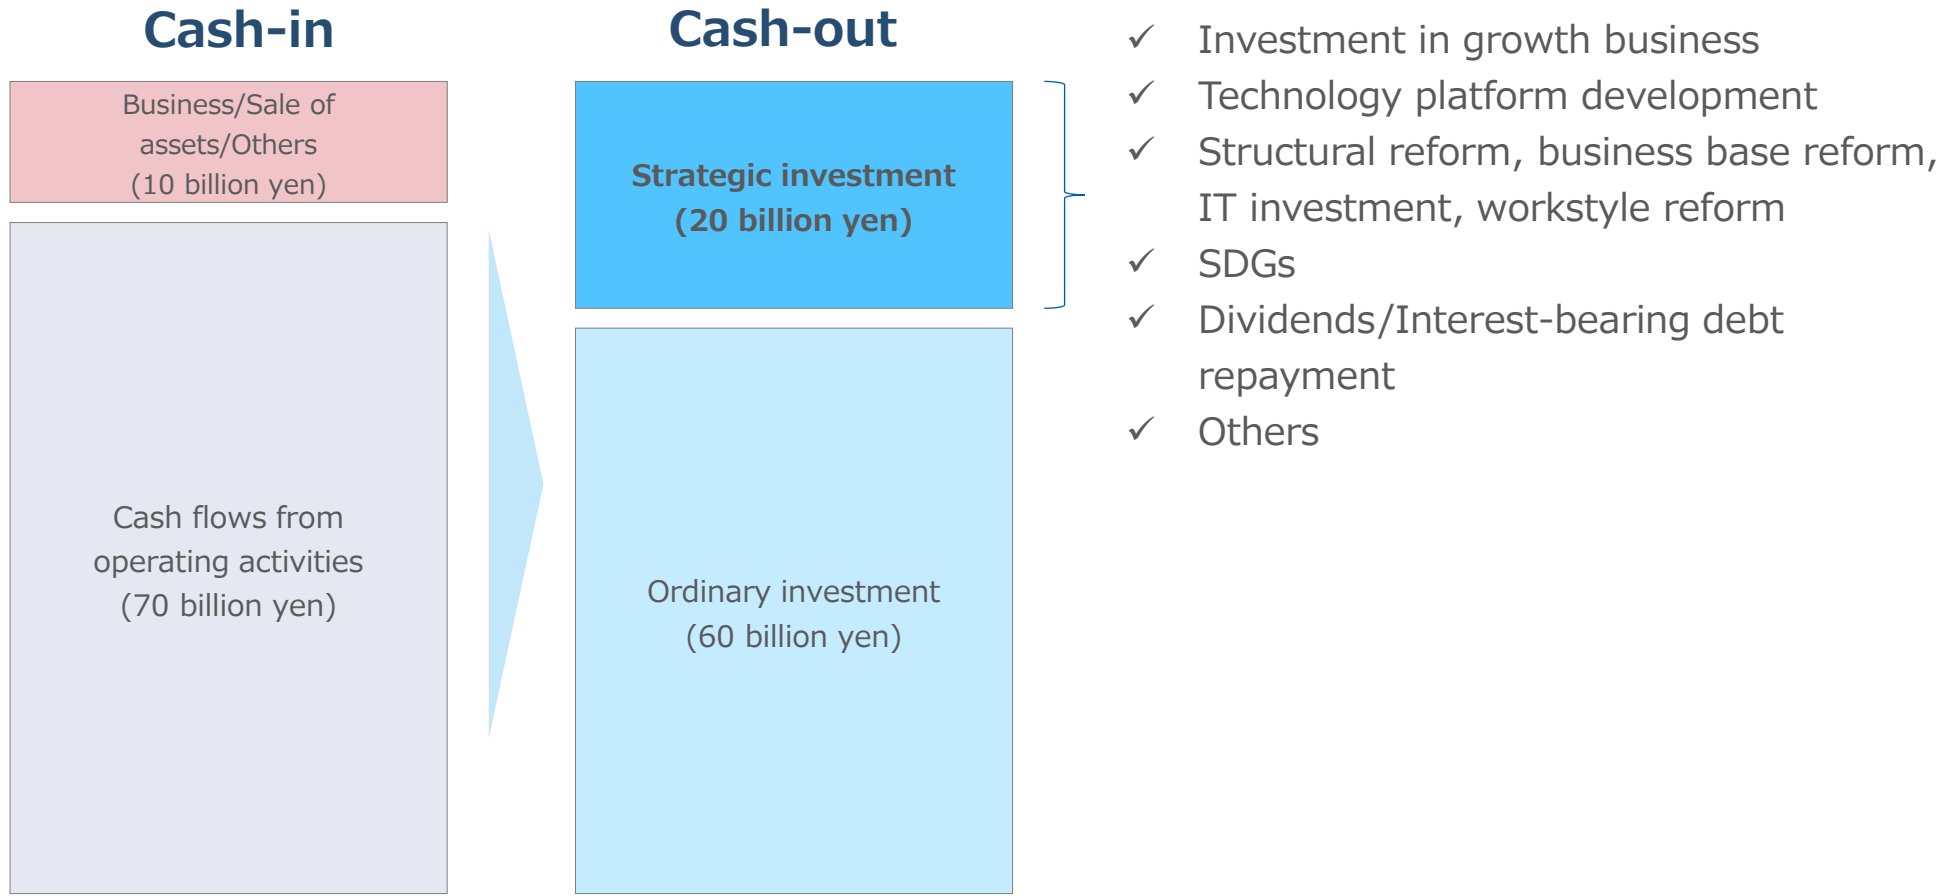 Cash-in
Business/Sale of
assets/Others
(10 billion yen)
Cash flows from
operating activities
(70 billion yen)
Cash-out
Strategic investment
(20 billion yen)
Ordinary investment
(60 billion yen)
✓ Investment in growth business
✓ Technology platform development
✓ Structural reform, business base reform,
IT investment, workstyle reform
✓ SDGs
✓ Dividends/Interest-bearing debt
repayment
✓ Others